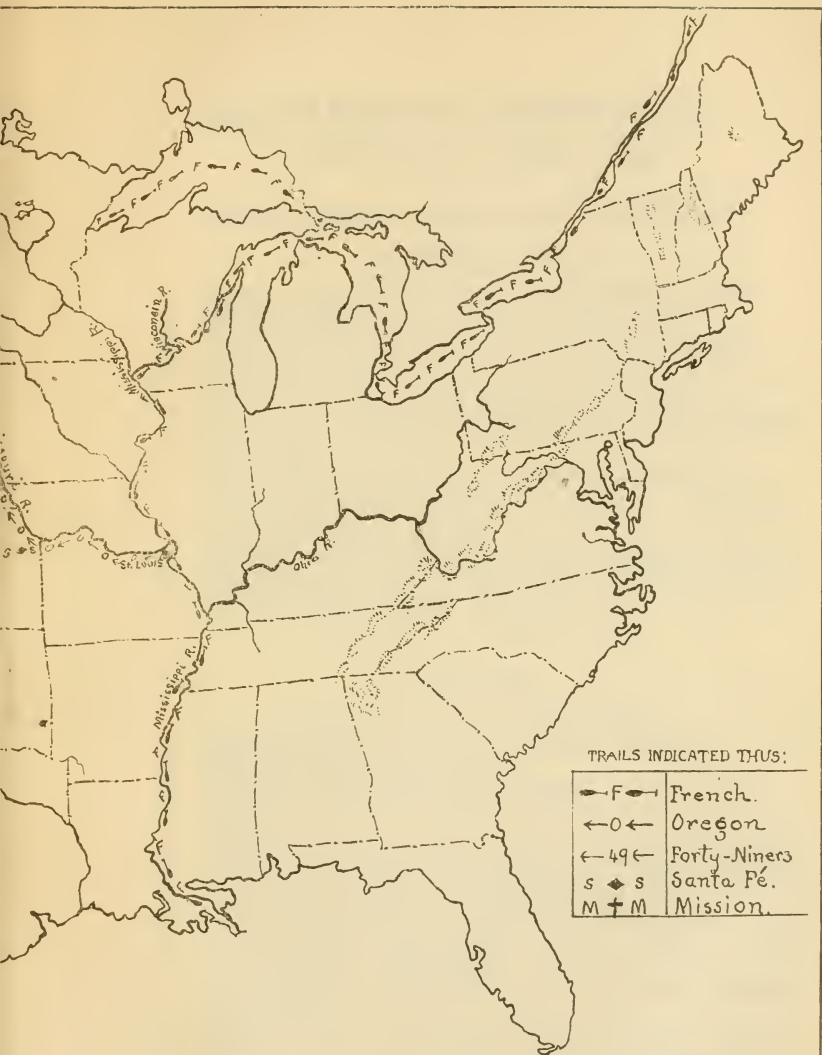 F F F
F
F
F
F F
F
F
F
F
F
F
Wisconsin R.
Mississippi R.
R.
O
O
S S
O O O
St. Louis
Ohio R.
Mississippi R.
TRAILS INDICATED THUS:
F French.
←O← Oregon
←49← Forty-Niners
S ◆ S Santa Fé.
M ✝ M Mission.